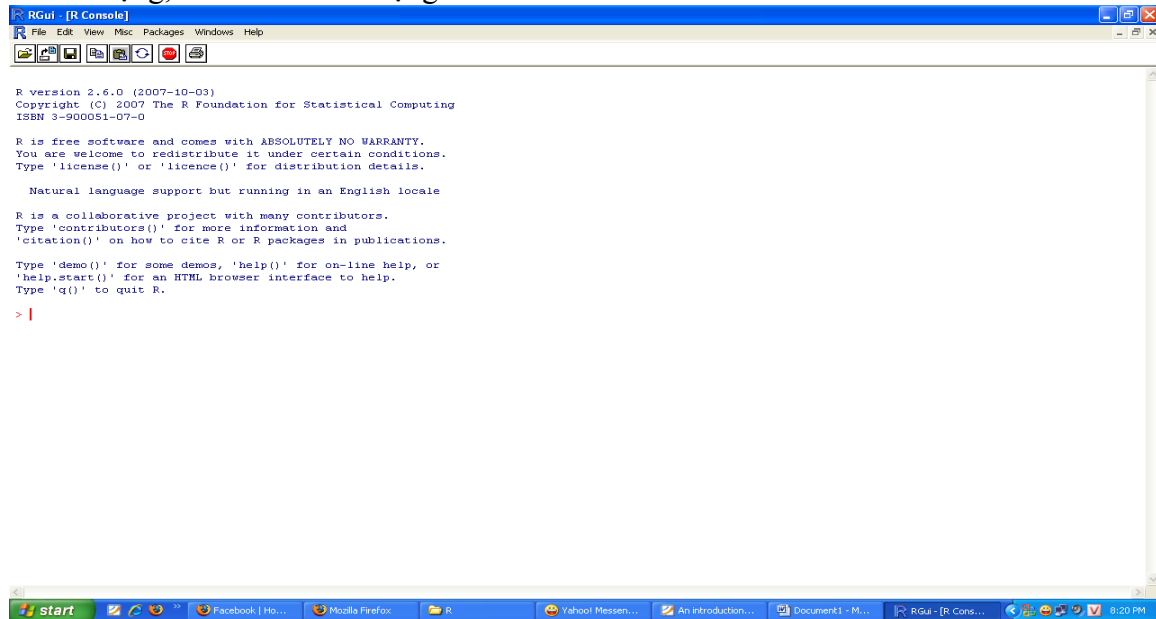 RGui - [R Console]
File Edit View Misc Packages Windows Help
STOP
R version 2.6.0 (2007-10-03)
Copyright (C) 2007 The R Foundation for Statistical Computing
ISBN 3-900051-07-0
R is free software and comes with ABSOLUTELY NO WARRANTY.
You are welcome to redistribute it under certain conditions.
Type 'license()' or 'licence()' for distribution details.
Natural language support but running in an English locale
R is a collaborative project with many contributors.
Type 'contributors()' for more information and
'citation()' on how to cite R or R packages in publications.
Type 'demo()' for some demos, 'help()' for on-line help, or
'help.start()' for an HTML browser interface to help.
Type 'q()' to quit R.
>
start Facebook | Ho... Mozilla Firefox R Yahoo! Messen... An introduction... Document1 - M... RGui - [R Cons... V 8:20 PM